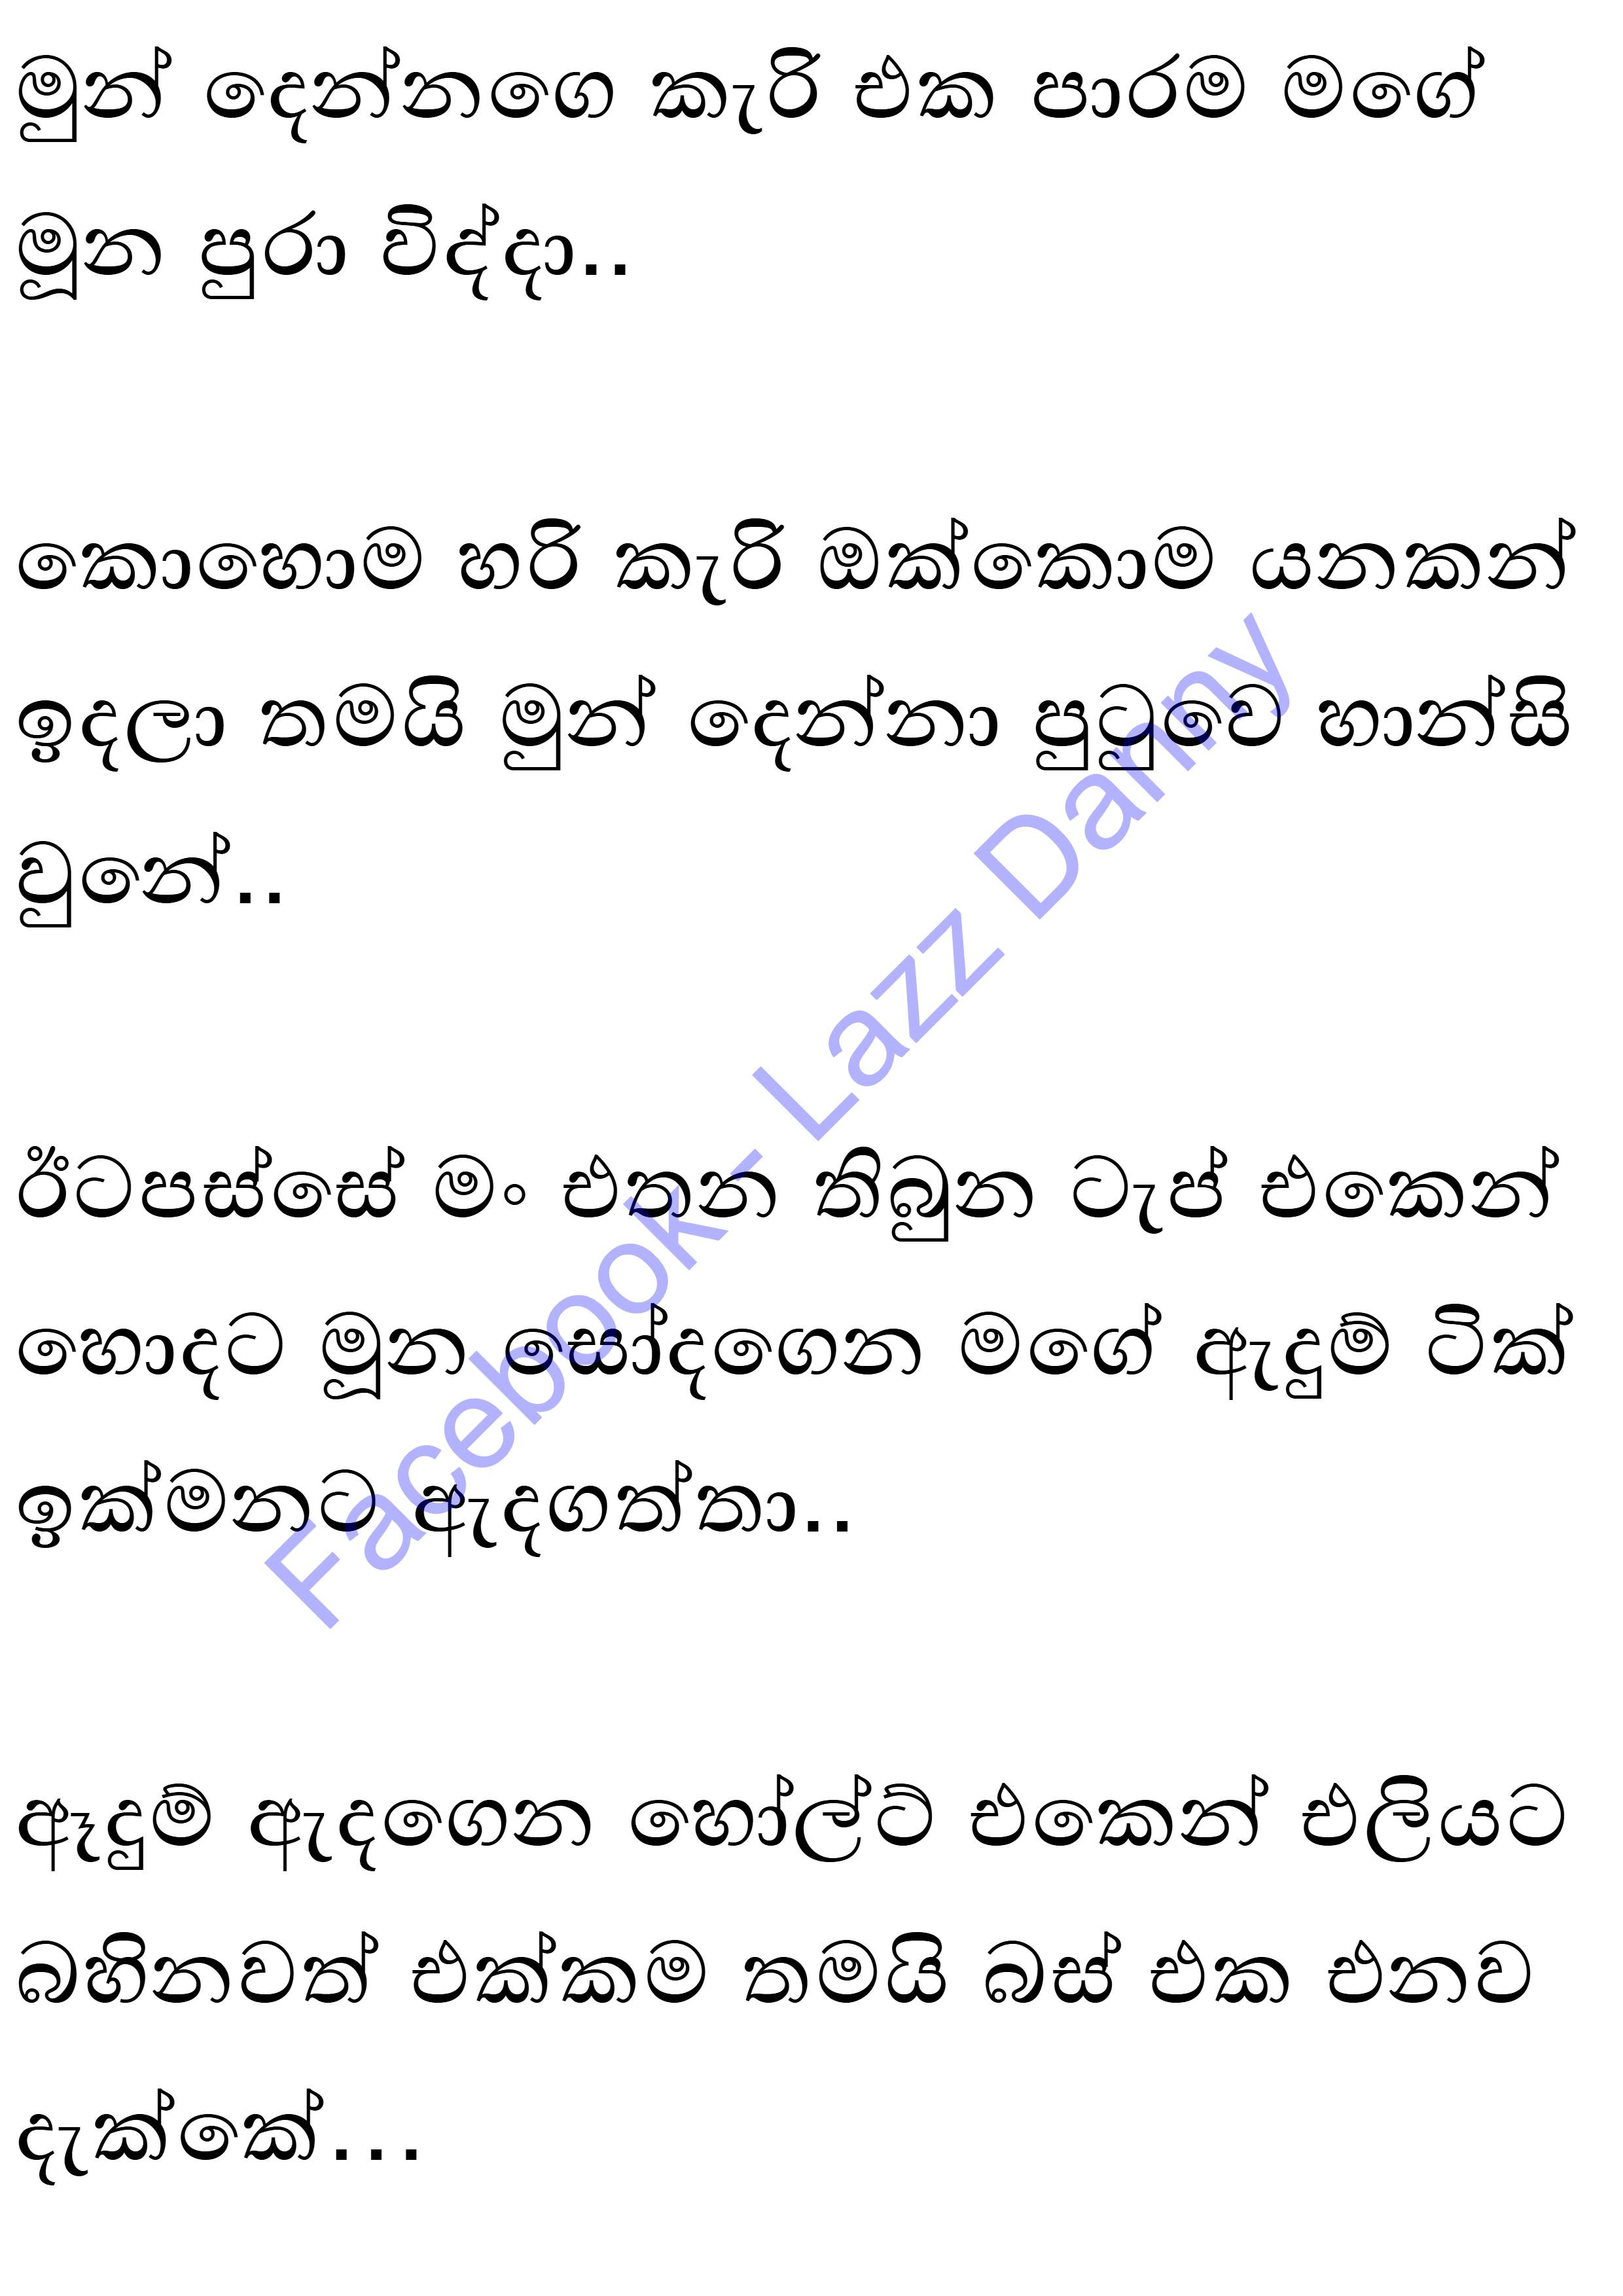 මුන් දෙන්නගෙ කැරි එක පාරම මගේ
මූන පුරා විද්දා..
කොහොම හරි කැරි ඔක්කොම යනකන්
ඉදලා තමයි මුන් දෙන්නා පුටුවෙ හාන්සි
වුනේ..
ඊටපස්සේ මං එතන තිබුන ටැප් එකෙන්
හොදට මූන සෝදගෙන මගේ ඇදුම් ටික්
ඉක්මනට ඇදගත්තා..
ඈදුම් ඇදගෙන හෝල්ට් එකෙන් එලියට
බහිනවත් එක්කම තමයි බස් එක එනව
දැක්කේ...
Facebook- Lazz Danny